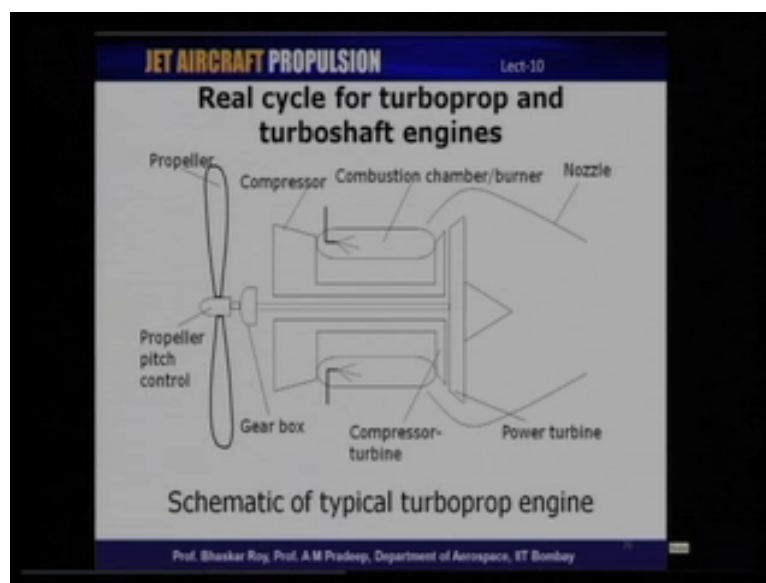 JET AIRCRAFT PROPULSION
Lect-10
Real cycle for turboprop and
turboshaft engines
Propeller
Compressor
Combustion chamber/burner
Nozzle
Propeller
pitch
control
Gear box
Compressor-
turbine
Power turbine
Schematic of typical turboprop engine
Prof. Bhaskar Roy, Prof. A M Pradeep, Department of Aerospace, IIT Bombay